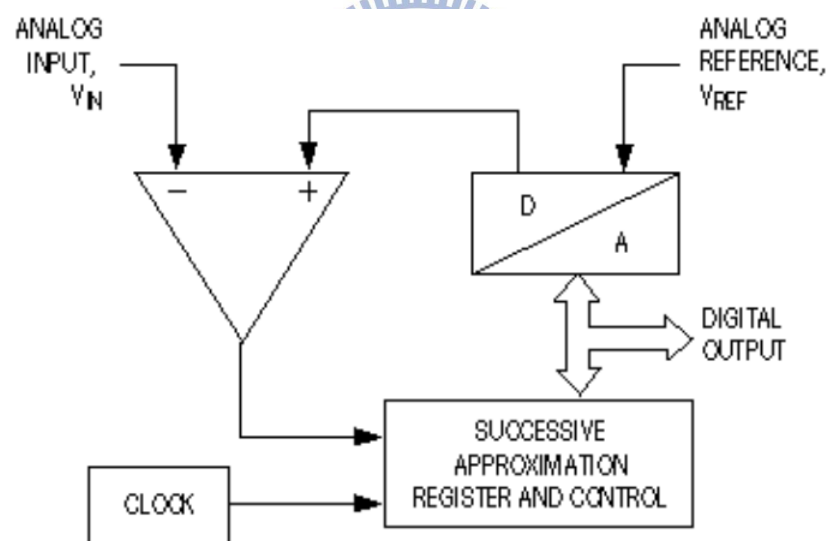 ANALOG
INPUT,
VIN
ANALOG
REFERENCE,
VREF
− +
D
A
DIGITAL
OUTPUT
SUCCESSIVE
APPROXIMATION
REGISTER AND CONTROL
CLOCK